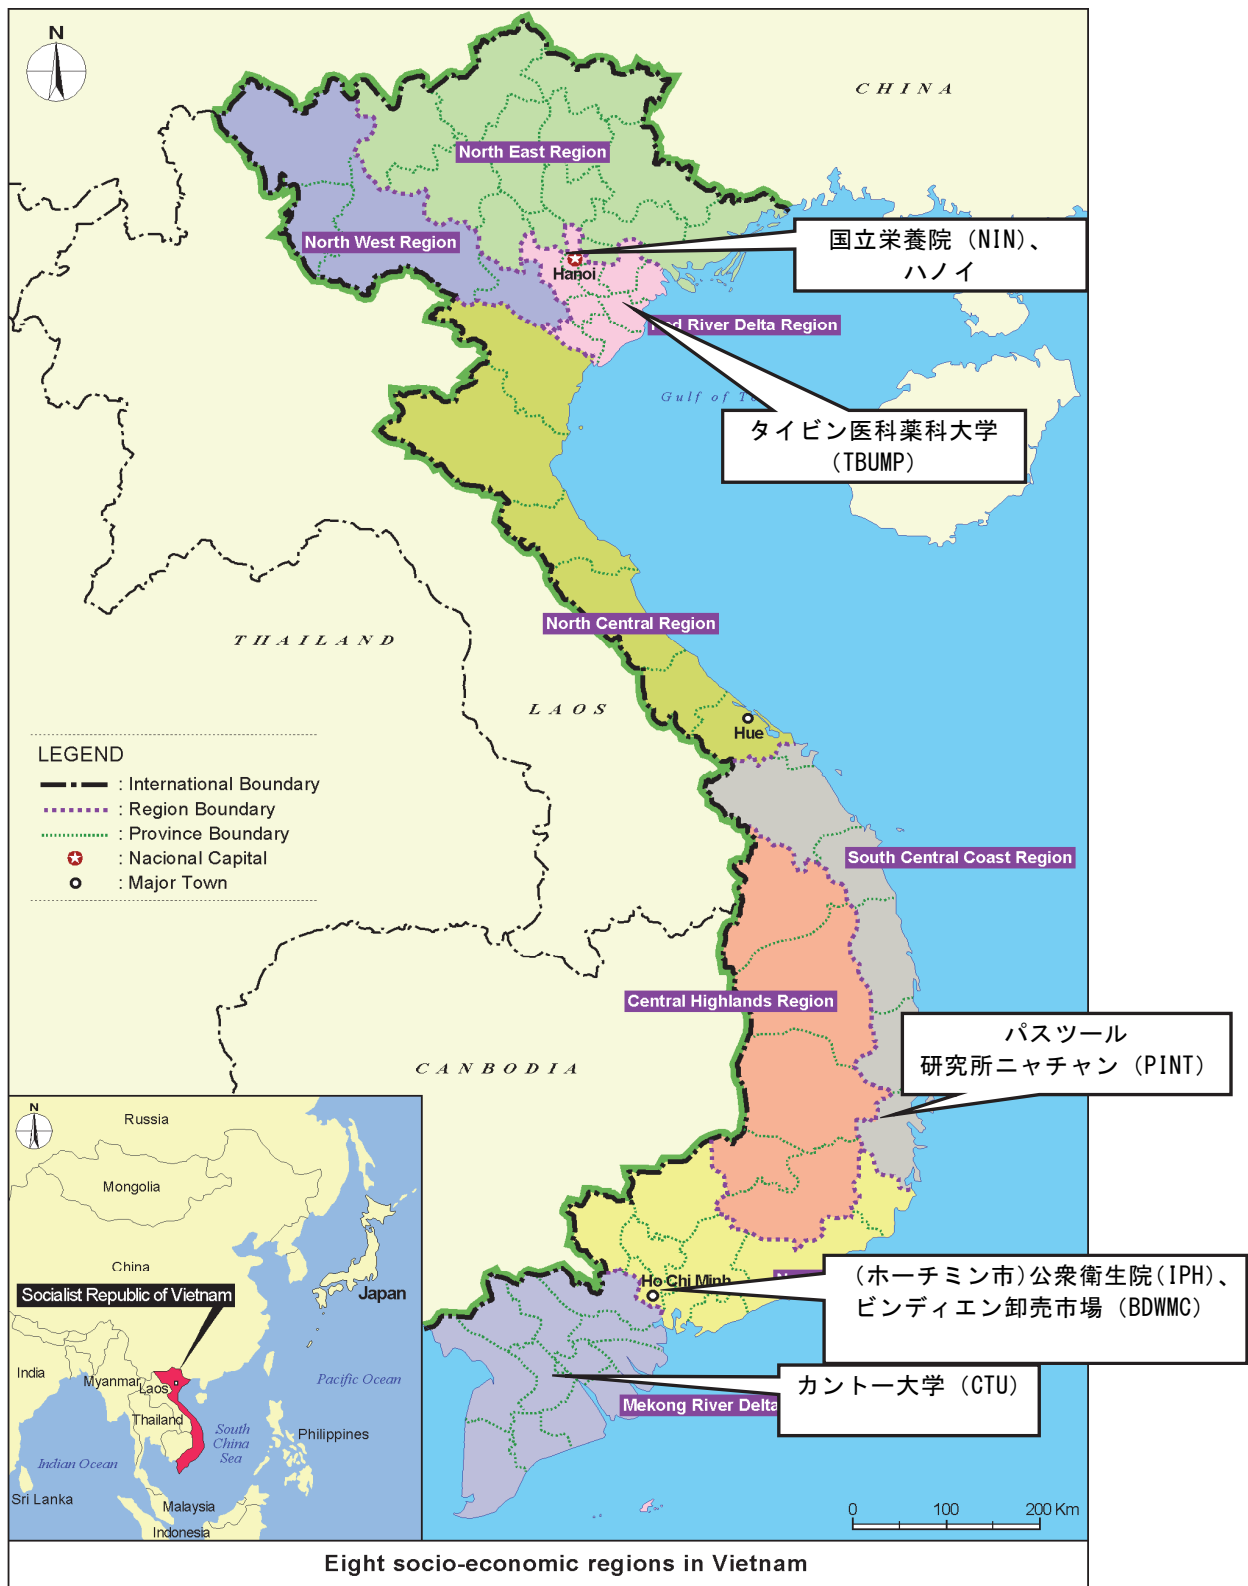 N
CHINA
North East Region
North West Region
国立栄養院（NIN）、
ハノイ
Hanoi
Red River Delta Region
Gulf of
タイビン医科薬科大学
（TBUMP）
North Central Region
THAILAND
LAOS
Hue
LEGEND
: International Boundary
: Region Boundary
: Province Boundary
: Nacional Capital
: Major Town
South Central Coast Region
Central Highlands Region
パスツール
研究所ニャチャン（PINT）
CANBODIA
N
Russia
Mongolia
China
Socialist Republic of Vietnam
Japan
India
Myanmar
Laos
Thailand
Pacific Ocean
South
China
Sea
Philippines
Indian Ocean
Sri Lanka
Malaysia
Indonesia
Ho Chi Minh
（ホーチミン市）公衆衛生院（IPH）、
ビンディエン卸売市場（BDWMC）
カントー大学（CTU）
Mekong River Delta
0 100 200 Km
Eight socio-economic regions in Vietnam